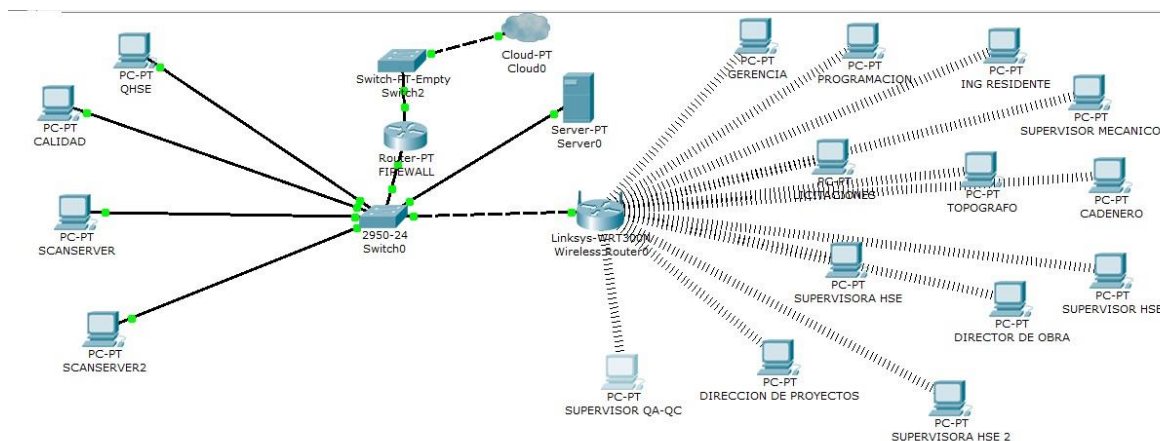 Cloud-PT
Cloud0
PC-PT
QHSE
Switch-PT-Empty
Switch2
PC-PT
GERENCIA
PC-PT
PROGRAMACION
PC-PT
ING RESIDENTE
PC-PT
CALIDAD
Server-PT
Server0
PC-PT
SUPERVISOR MECANICO
Router-PT
FIREWALL
PC-PT
LICITACIONES
PC-PT
TOPOGRAFO
PC-PT
CADENERO
PC-PT
SCANSERVER
2950-24
Switch0
Linksys-WRT300N
Wireless Router0
PC-PT
SUPERVISORA HSE
PC-PT
SUPERVISOR HSE
PC-PT
DIRECTOR DE OBRA
PC-PT
SCANSERVER2
PC-PT
SUPERVISOR QA-QC
PC-PT
DIRECCION DE PROYECTOS
PC-PT
SUPERVISORA HSE 2